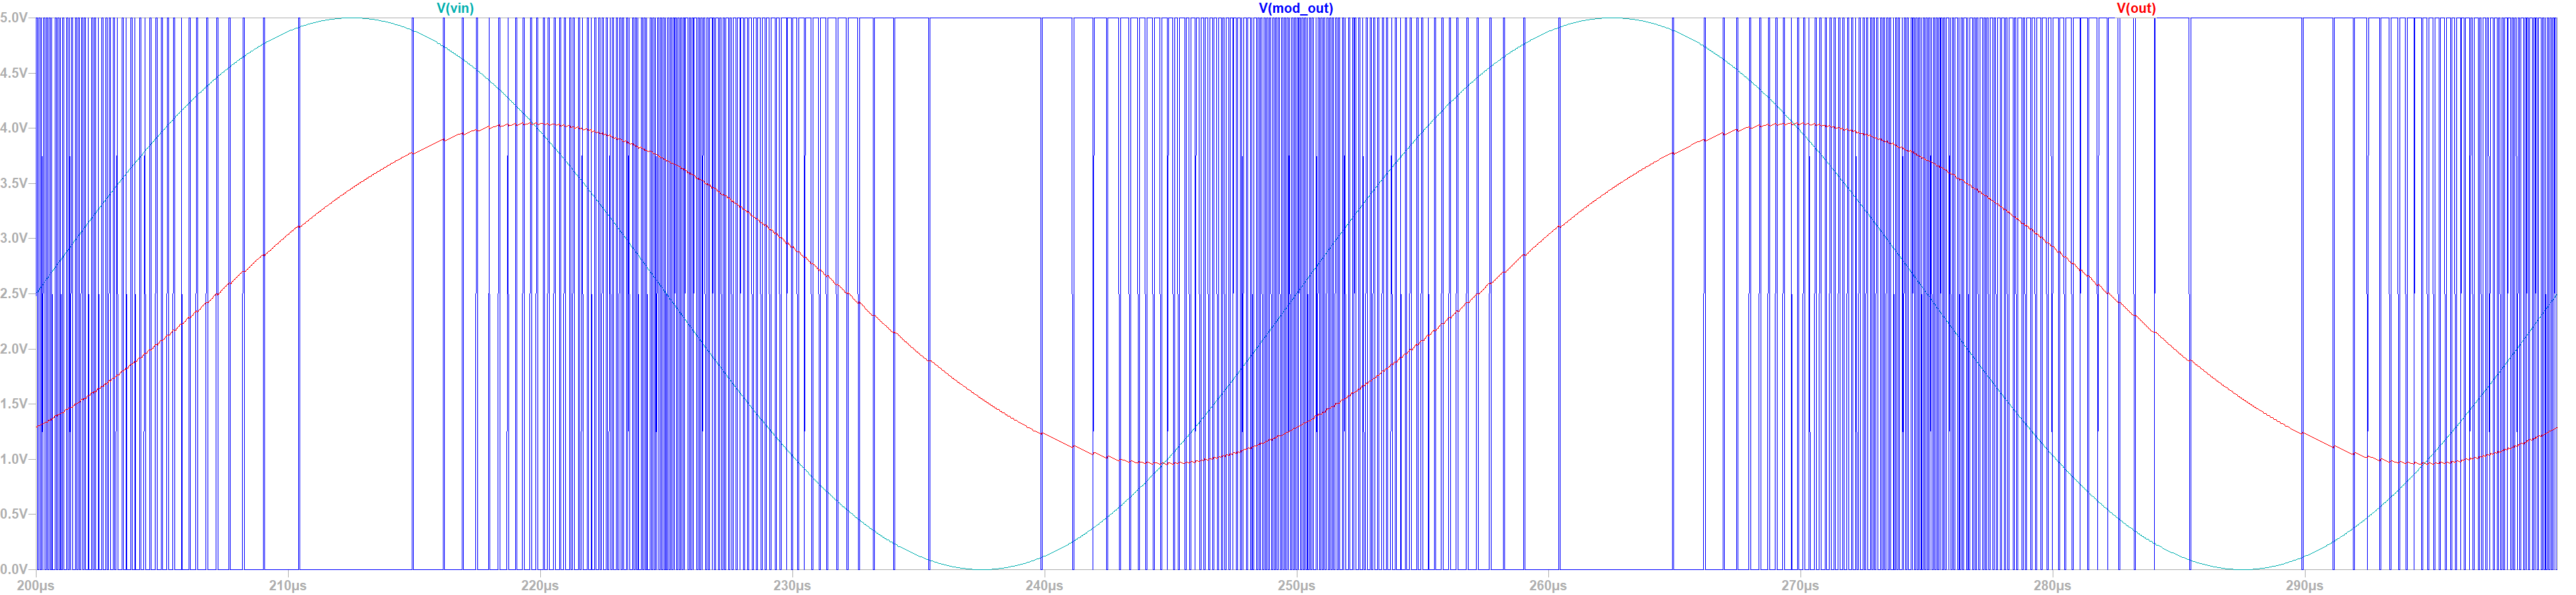 V(vin) V(mod_out) V(out)
5.0V
4.5V
4.0V
3.5V
3.0V
2.5V
2.0V
1.5V
1.0V
0.5V
0.0V
200µs 210µs 220µs 230µs 240µs 250µs 260µs 270µs 280µs 290µs